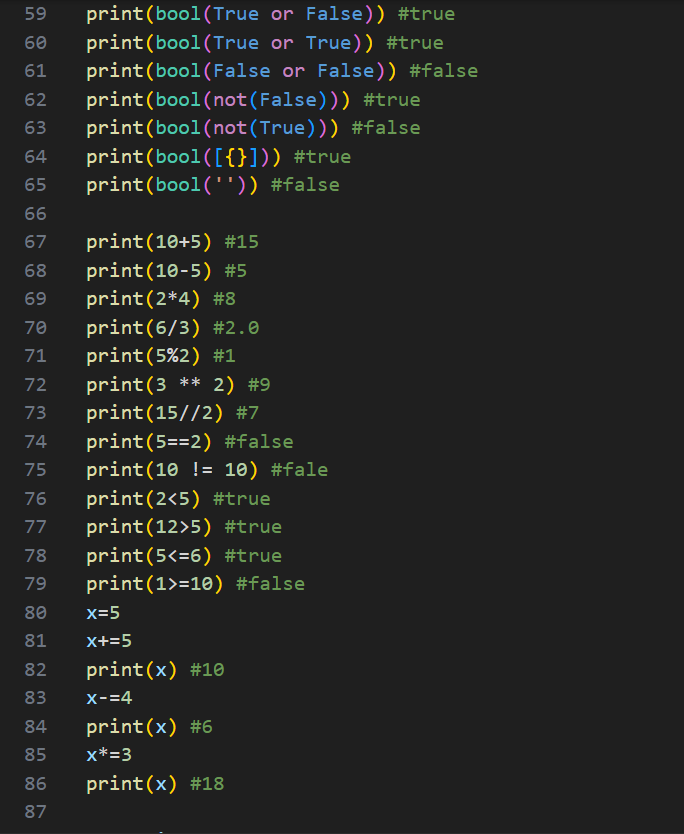 59 print(bool(True or False)) #true
60 print(bool(True or True)) #true
61 print(bool(False or False)) #false
62 print(bool(not(False))) #true
63 print(bool(not(True))) #false
64 print(bool([{}])) #true
65 print(bool('')) #false
66
67 print(10+5) #15
68 print(10-5) #5
69 print(2*4) #8
70 print(6/3) #2.0
71 print(5%2) #1
72 print(3 ** 2) #9
73 print(15//2) #7
74 print(5==2) #false
75 print(10 != 10) #fale
76 print(2<5) #true
77 print(12>5) #true
78 print(5<=6) #true
79 print(1>=10) #false
80 x=5
81 x+=5
82 print(x) #10
83 x-=4
84 print(x) #6
85 x*=3
86 print(x) #18
87